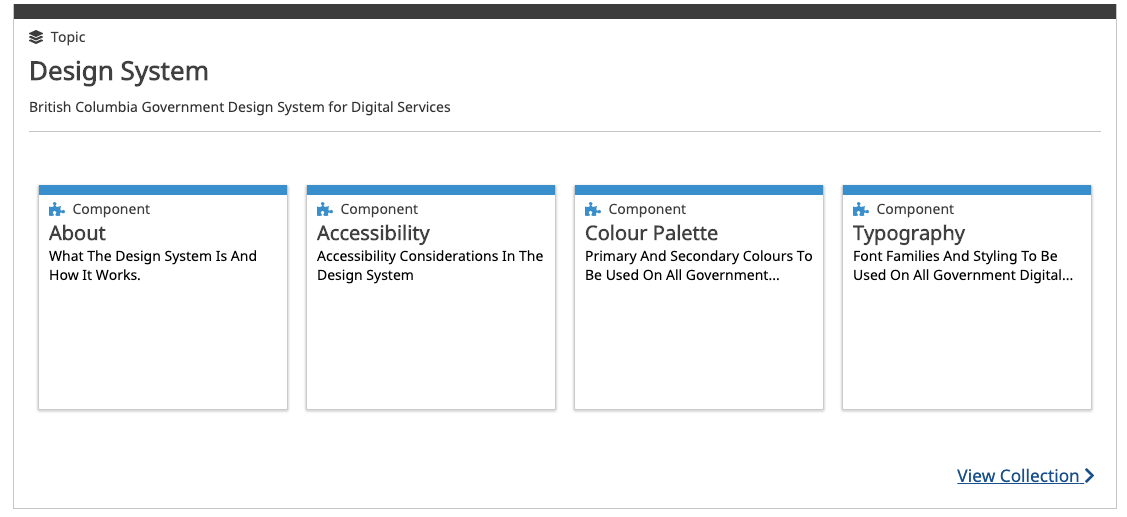 Topic
Design System
British Columbia Government Design System for Digital Services
Component
About
What The Design System Is And
How It Works.
Component
Accessibility
Accessibility Considerations In The
Design System
Component
Colour Palette
Primary And Secondary Colours To
Be Used On All Government...
Component
Typography
Font Families And Styling To Be
Used On All Government Digital...
View Collection